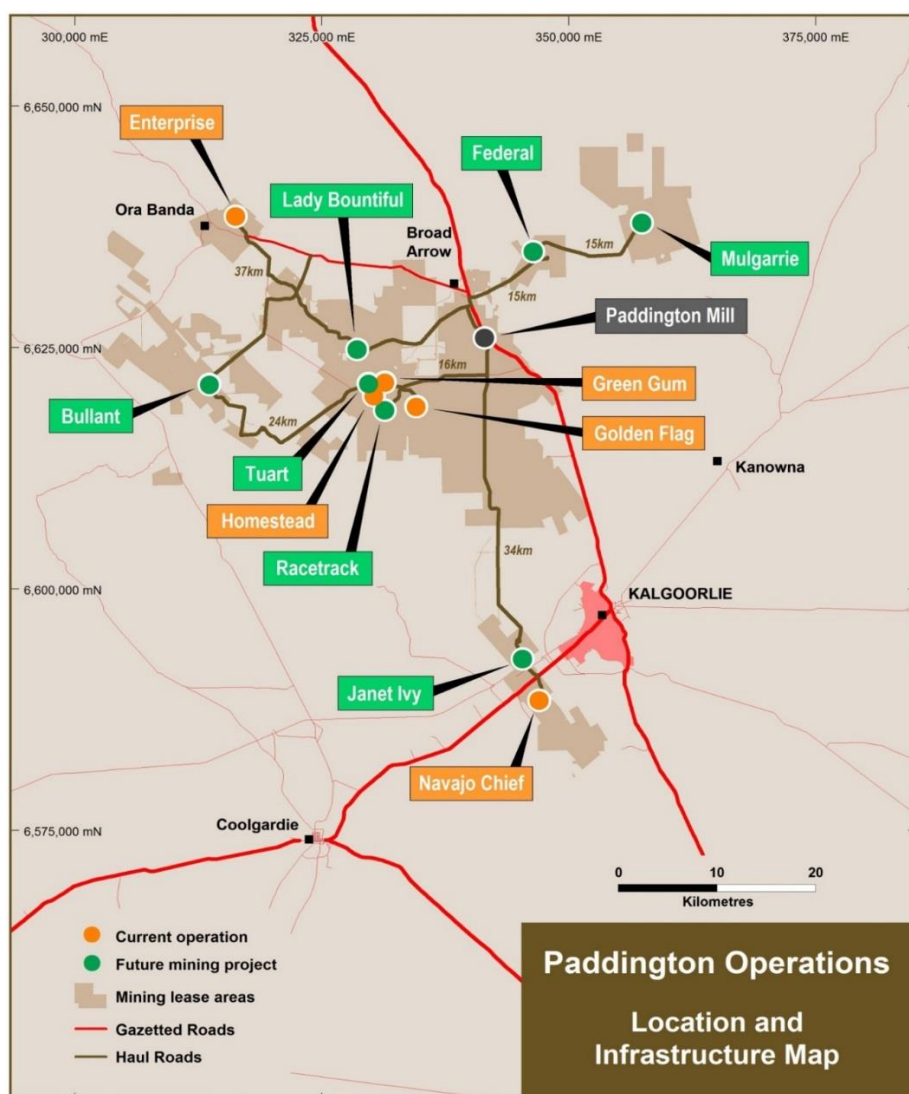 300,000 mE
325,000 mE
350,000 mE
375,000 mE
6,650,000 mN
Enterprise
Federal
Lady Bountiful
Ora Banda
Broad
Arrow
15km
Mulgarrie
37km
15km
Paddington Mill
6,625,000 mN
16km
Green Gum
Bullant
24km
Golden Flag
Tuart
Kanowna
Homestead
34km
Racetrack
6,600,000 mN
KALGOORLIE
Janet Ivy
Navajo Chief
6,575,000 mN
Coolgardie
0
10
20
Kilometres
Current operation
Future mining project
Mining lease areas
Gazetted Roads
Haul Roads
Paddington Operations
Location and
Infrastructure Map